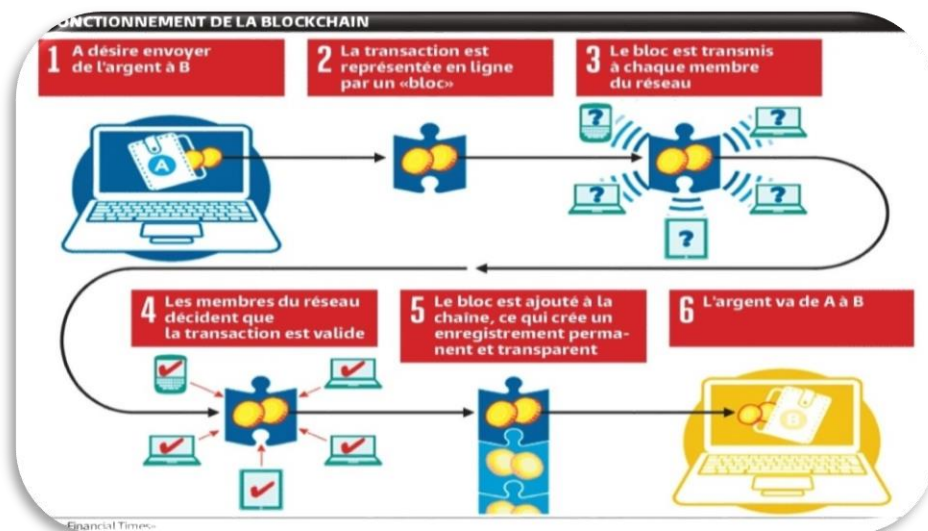 FONCTIONNEMENT DE LA BLOCKCHAIN
1 A désire envoyer
de l'argent à B
2 La transaction est
représentée en ligne
par un «bloc»
3 Le bloc est transmis
à chaque membre
du réseau
A
?
?
?
?
?
4 Les membres du réseau
décident que
la transaction est valide
5 Le bloc est ajouté à la
chaîne, ce qui crée un
enregistrement perma-
nent et transparent
6 L'argent va de A à B
B
Financial Times